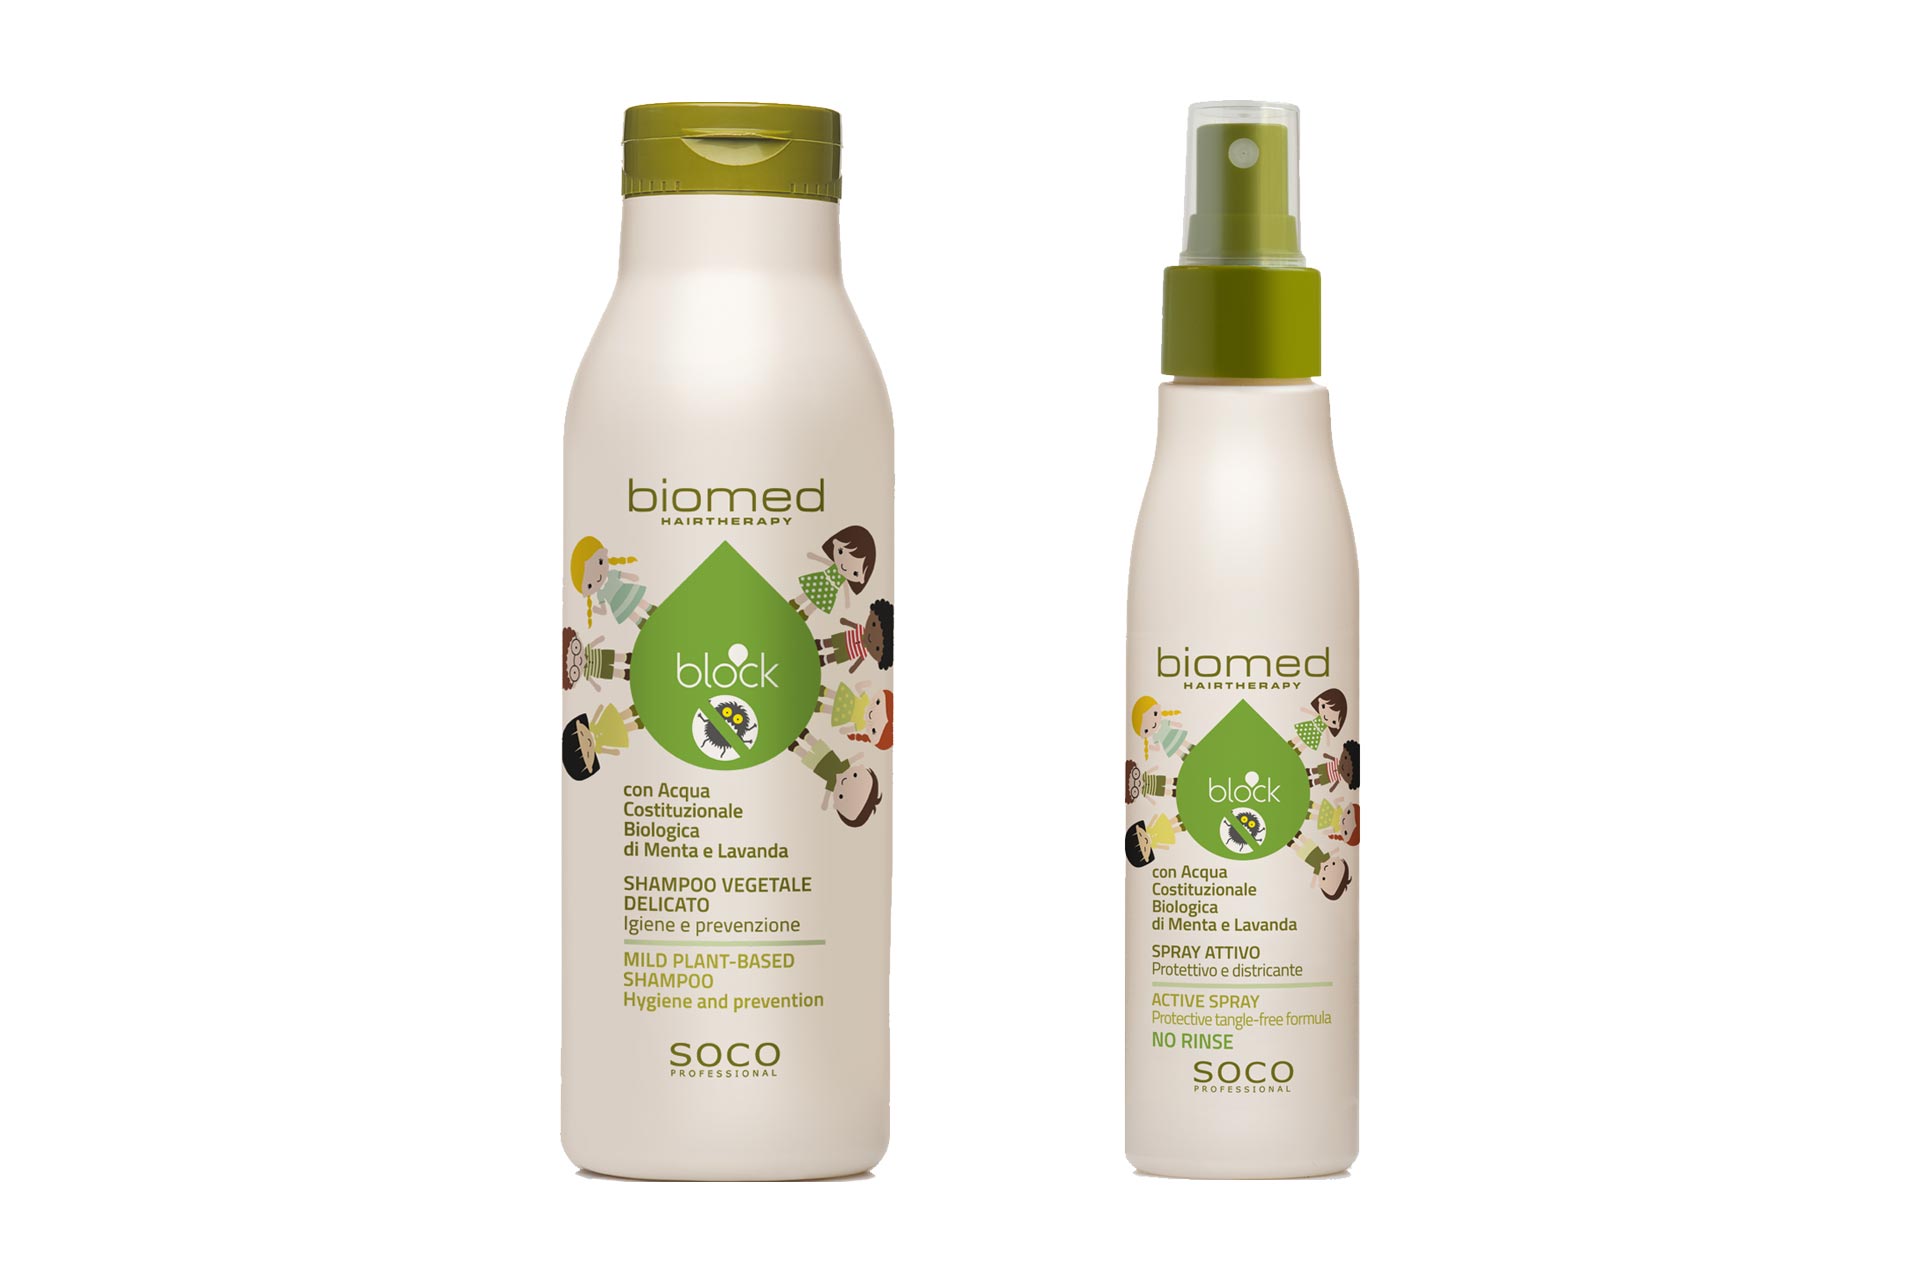 biomed
HAIRTHERAPY
block
con Acqua
Costituzionale
Biologica
di Menta e Lavanda
SHAMPOO VEGETALE
DELICATO
Igiene e prevenzione
MILD PLANT-BASED
SHAMPOO
Hygiene and prevention
SOCO
PROFESSIONAL
biomed
HAIRTHERAPY
block
con Acqua
Costituzionale
Biologica
di Menta e Lavanda
SPRAY ATTIVO
Protettivo e districante
ACTIVE SPRAY
Protective tangle-free formula
NO RINSE
SOCO
PROFESSIONAL